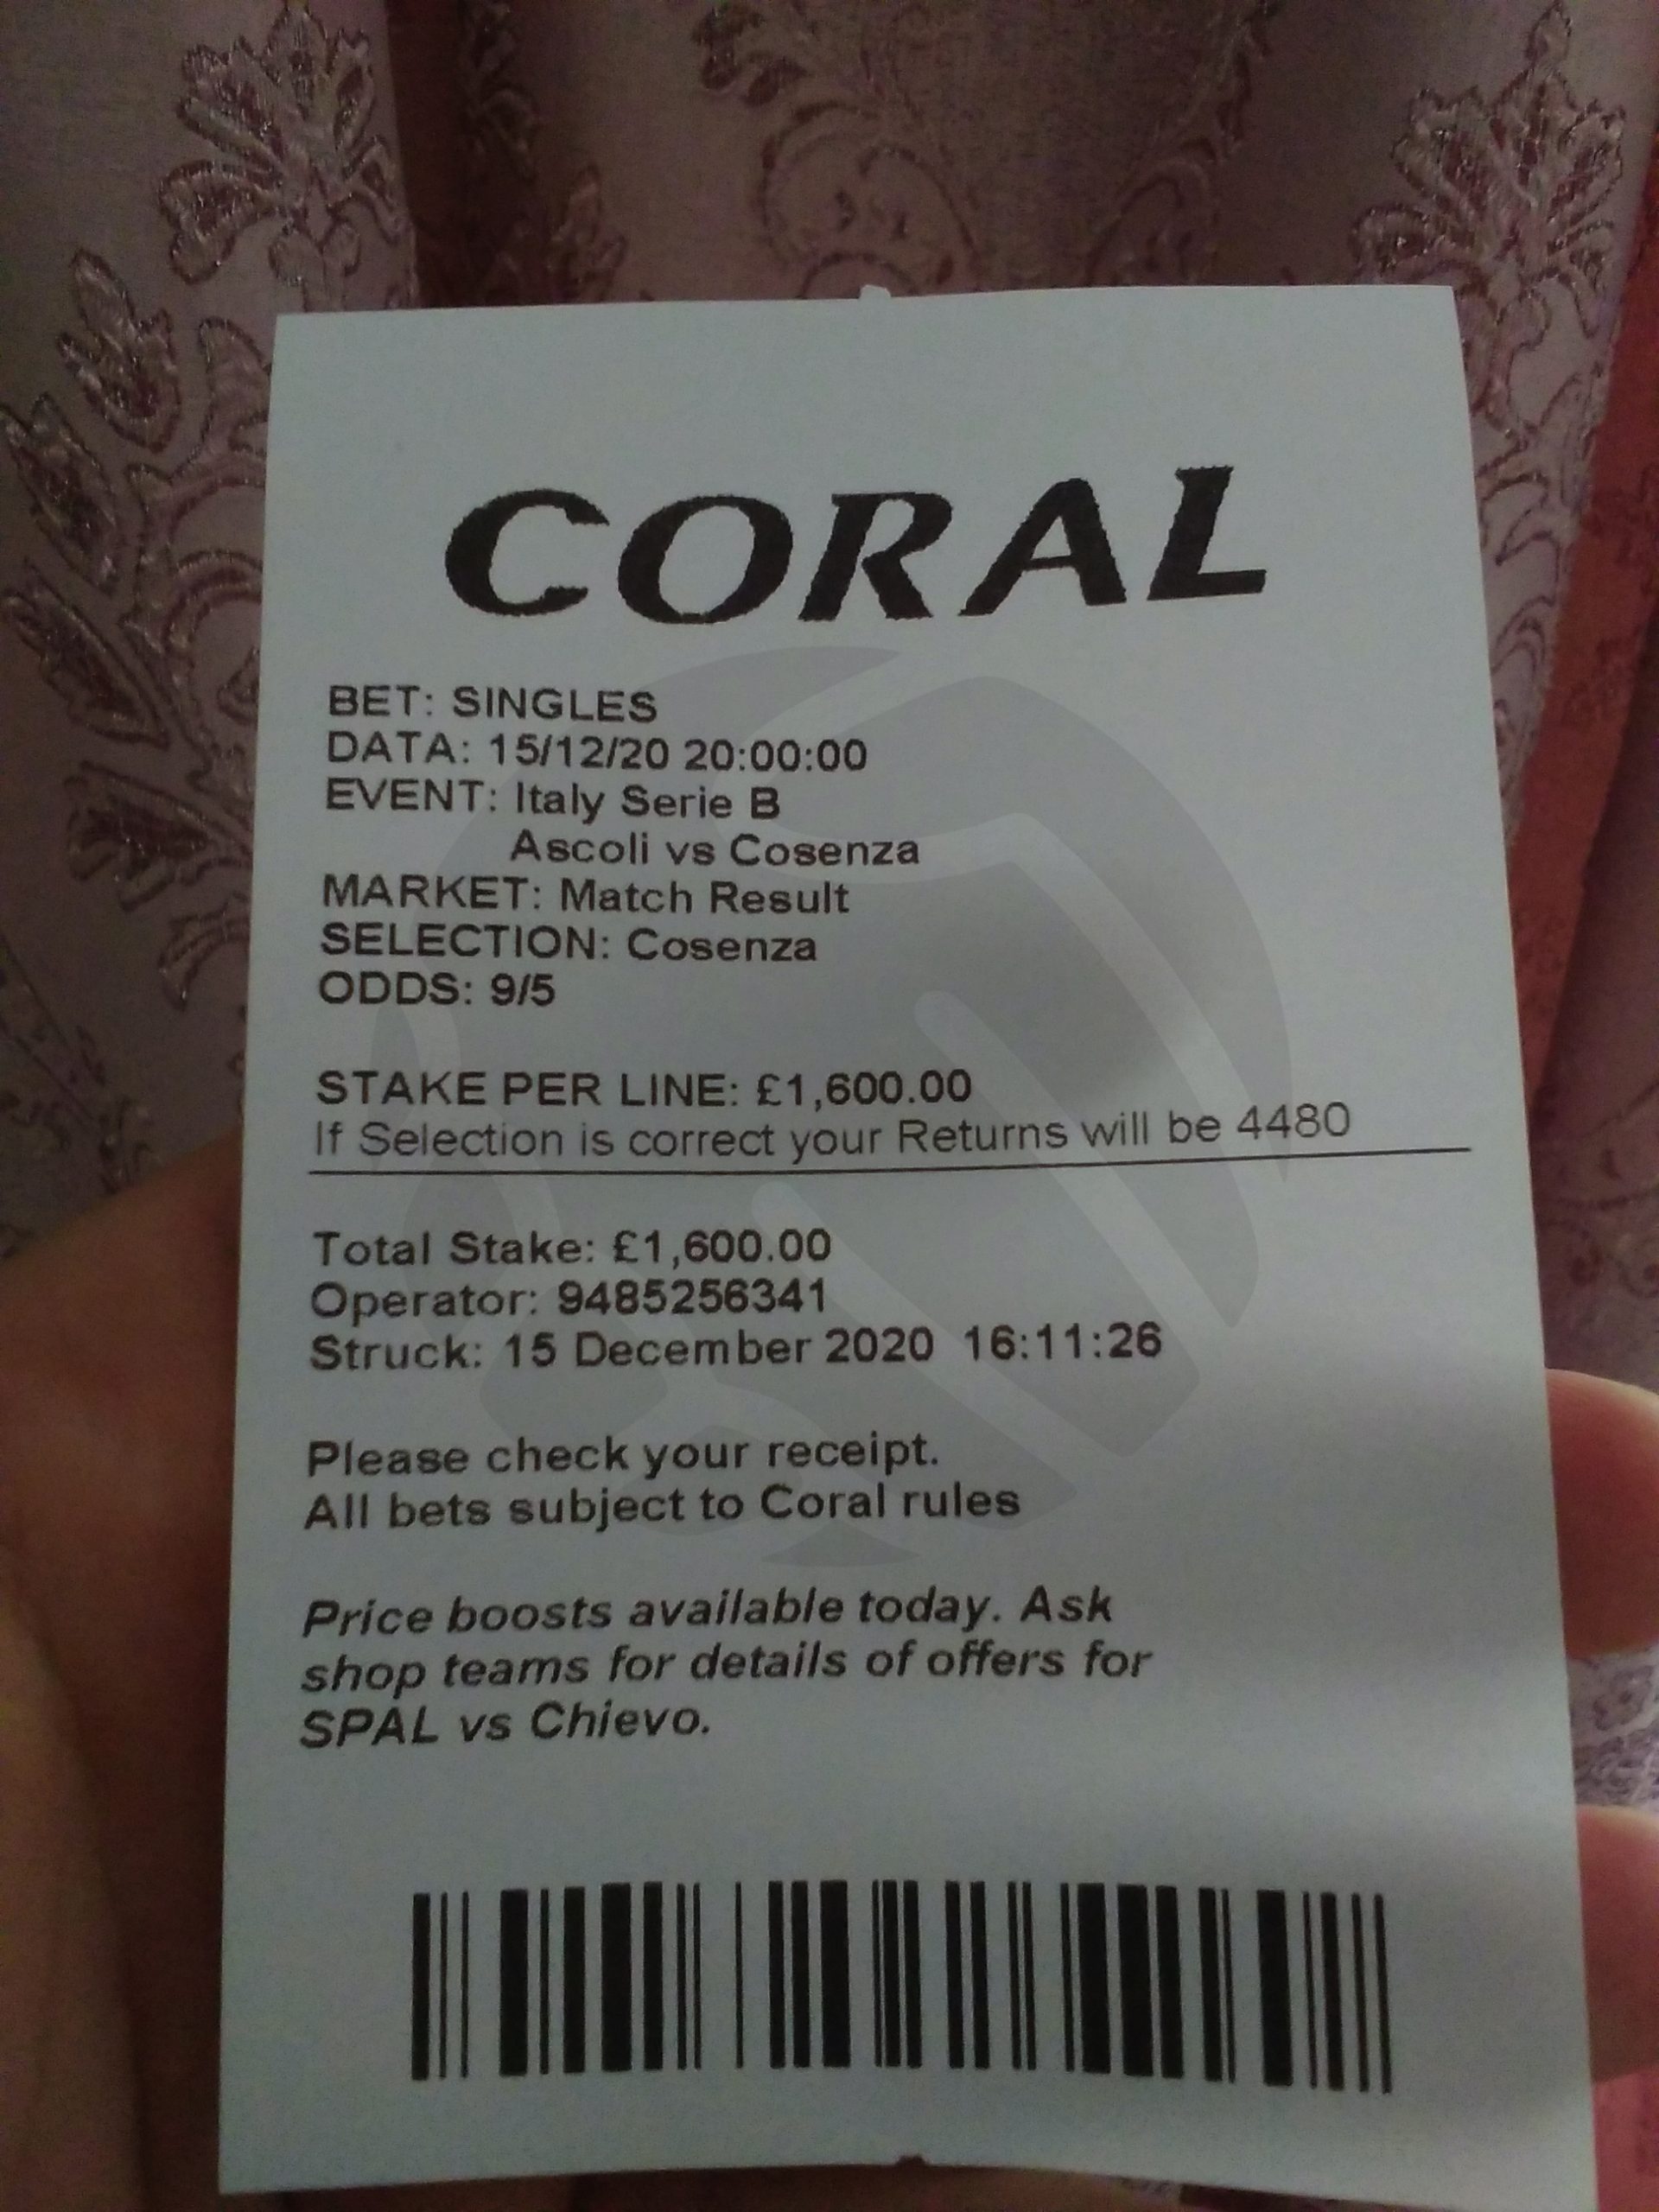 CORAL
BET: SINGLES
DATA: 15/12/20 20:00:00
EVENT: Italy Serie B
Ascoli vs Cosenza
MARKET: Match Result
SELECTION: Cosenza
ODDS: 9/5
STAKE PER LINE: £1,600.00
If Selection is correct your Returns will be 4480
Total Stake: £1,600.00
Operator: 9485256341
Struck: 15 December 2020 16:11:26
Please check your receipt.
All bets subject to Coral rules
Price boosts available today. Ask
shop teams for details of offers for
SPAL vs Chievo.